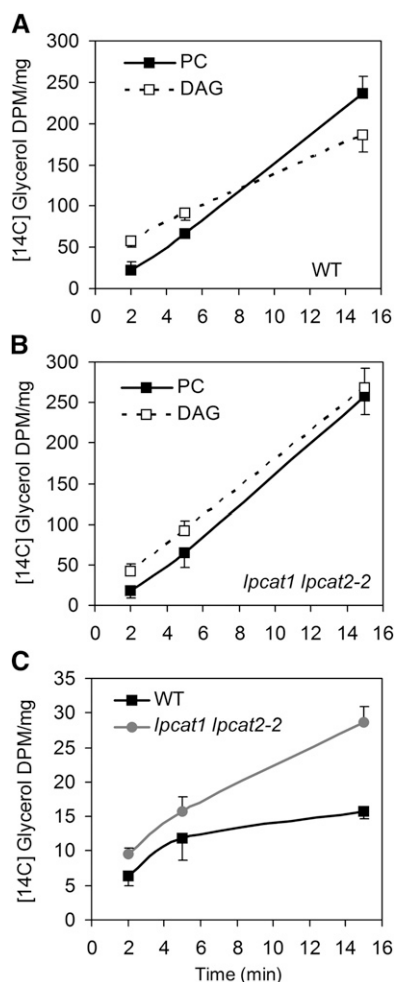 A
300
250
200
150
100
50
0
PC
DAG
WT
[14C] Glycerol DPM/mg
0 2 4 6 8 10 12 14 16
B
300
250
200
150
100
50
0
PC
DAG
lpcat1 lpcat2-2
[14C] Glycerol DPM/mg
0 2 4 6 8 10 12 14 16
C
35
30
25
20
15
10
5
0
WT
lpcat1 lpcat2-2
[14C] Glycerol DPM/mg
0 2 4 6 8 10 12 14 16
Time (min)